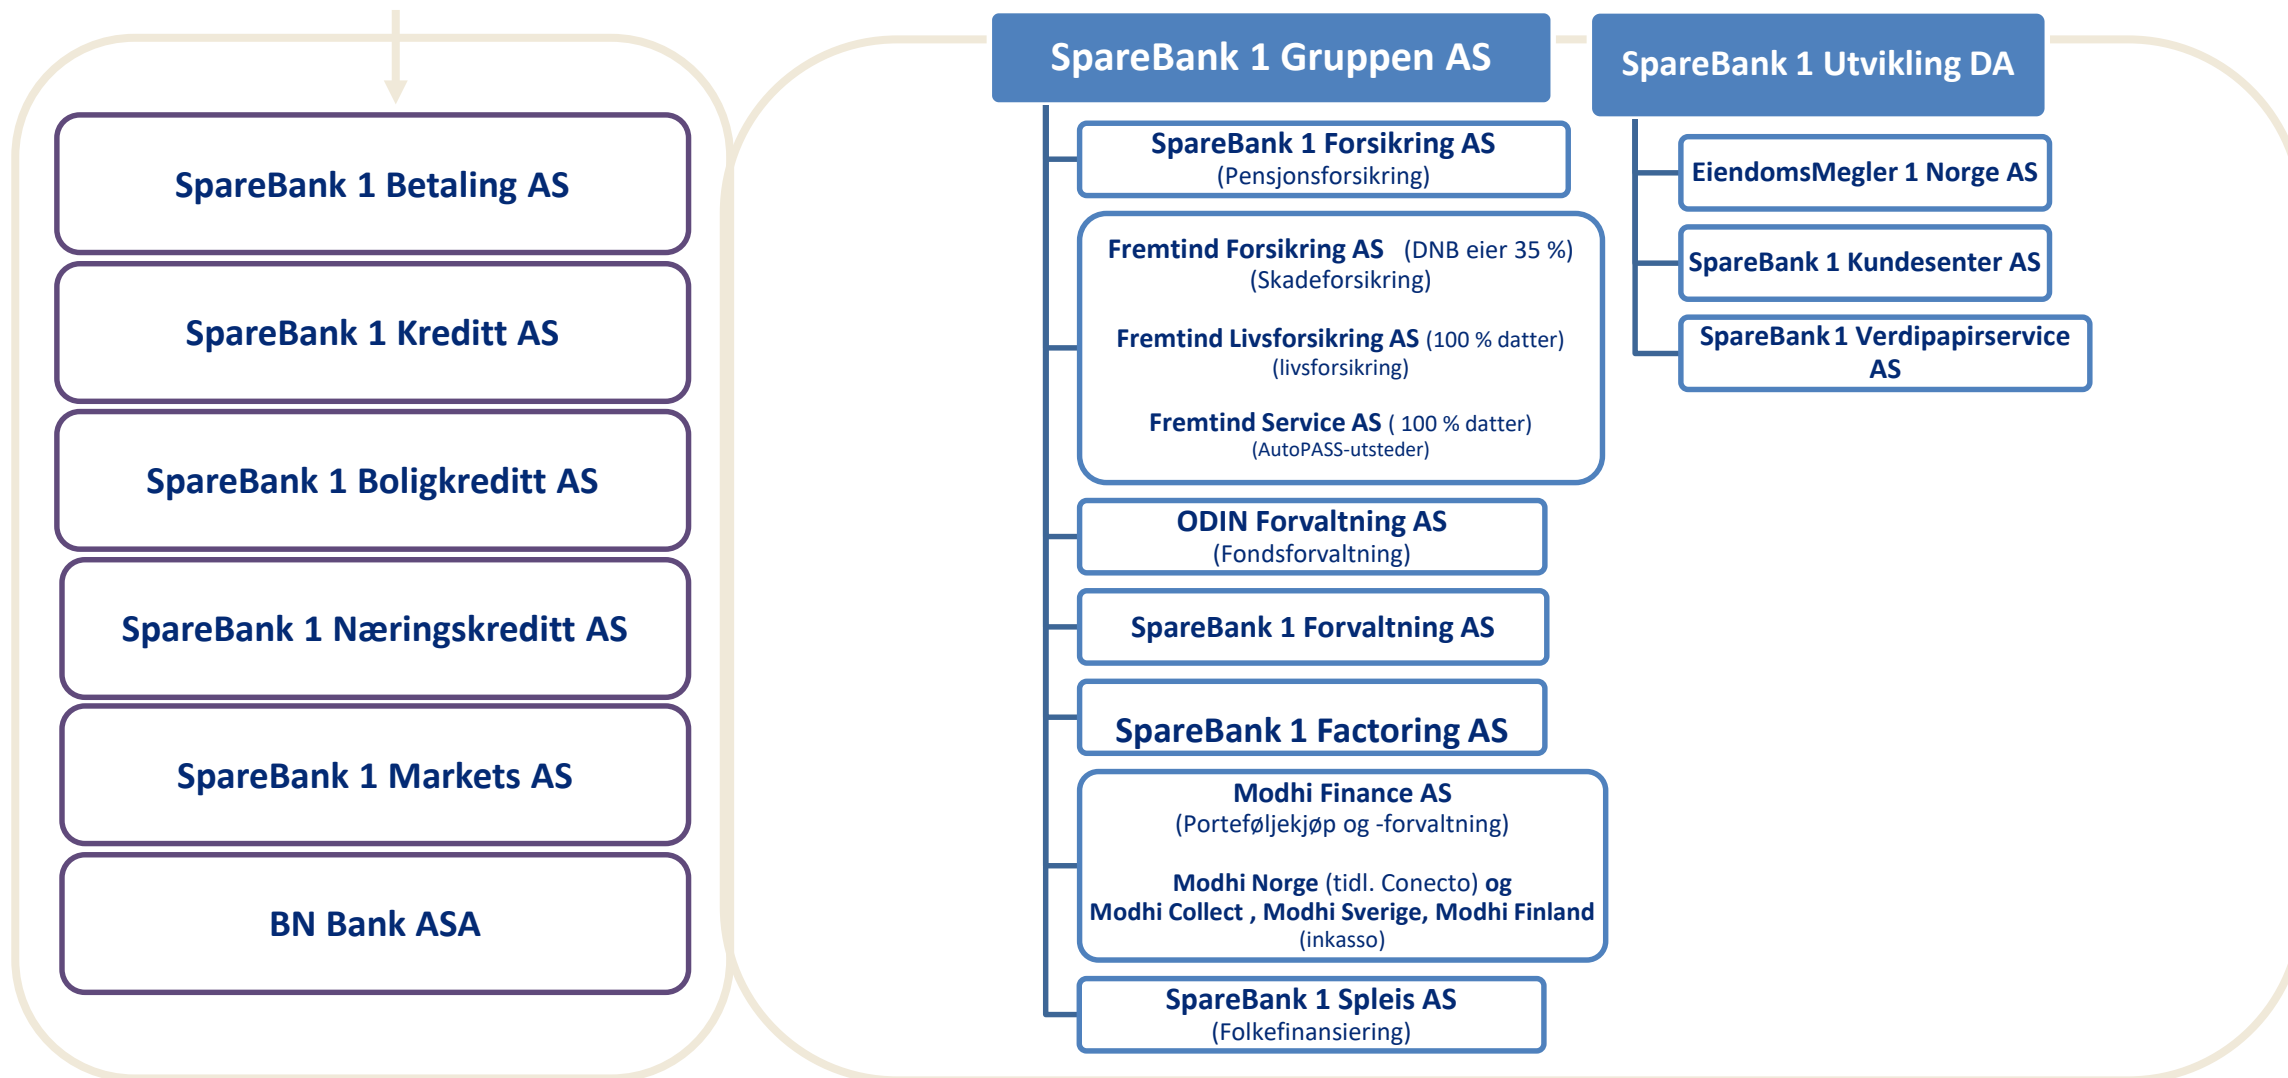 SpareBank 1 Betaling AS
SpareBank 1 Kreditt AS
SpareBank 1 Boligkreditt AS
SpareBank 1 Næringskreditt AS
SpareBank 1 Markets AS
BN Bank ASA
SpareBank 1 Gruppen AS
SpareBank 1 Forsikring AS
(Pensjonsforsikring)
Fremtind Forsikring AS (DNB eier 35 %)
(Skadeforsikring)
Fremtind Livsforsikring AS (100 % datter)
(livsforsikring)
Fremtind Service AS ( 100 % datter)
(AutoPASS-utsteder)
ODIN Forvaltning AS
(Fondsforvaltning)
SpareBank 1 Forvaltning AS
SpareBank 1 Factoring AS
Modhi Finance AS
(Porteføljekjøp og -forvaltning)
Modhi Norge (tidl. Conecto) og
Modhi Collect , Modhi Sverige, Modhi Finland
(inkasso)
SpareBank 1 Spleis AS
(Folkefinansiering)
SpareBank 1 Utvikling DA
EiendomsMegler 1 Norge AS
SpareBank 1 Kundesenter AS
SpareBank 1 Verdipapirservice
AS